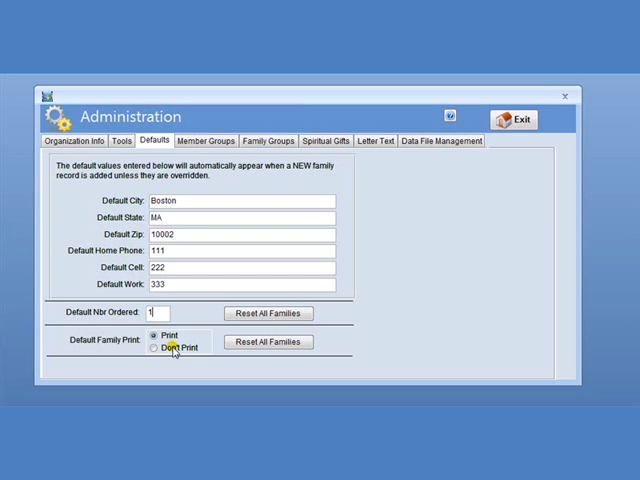 Administration
Exit
Organization Info Tools Defaults Member Groups Family Groups Spiritual Gifts Letter Text Data File Management
The default values entered below will automatically appear when a NEW family
record is added unless they are overridden.
Default City: Boston
Default State: MA
Default Zip: 10002
Default Home Phone: 111
Default Cell: 222
Default Work: 333
Default Nbr Ordered: 1 Reset All Families
Default Family Print: Print
Don't Print Reset All Families